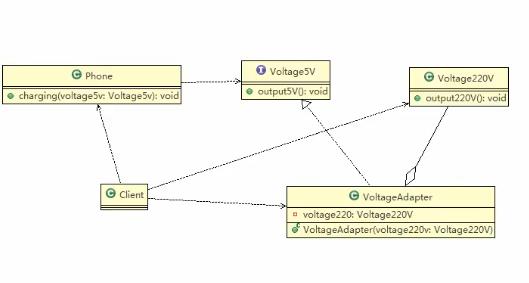 Phone
charging(voltage5v: Voltage5v): void
Voltage5V
output5V(): void
Voltage220V
output220V(): void
Client
VoltageAdapter
voltage220: Voltage220V
VoltageAdapter(voltage220v: Voltage220V)